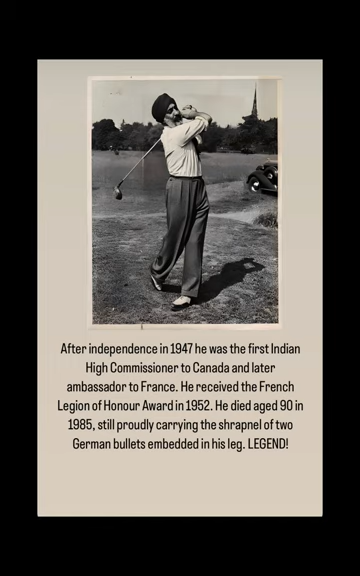 After independence in 1947 he was the first Indian
High Commissioner to Canada and later
ambassador to France. He received the French
Legion of Honour Award in 1952. He died aged 90 in
1985, still proudly carrying the shrapnel of two
German bullets embedded in his leg. LEGEND!